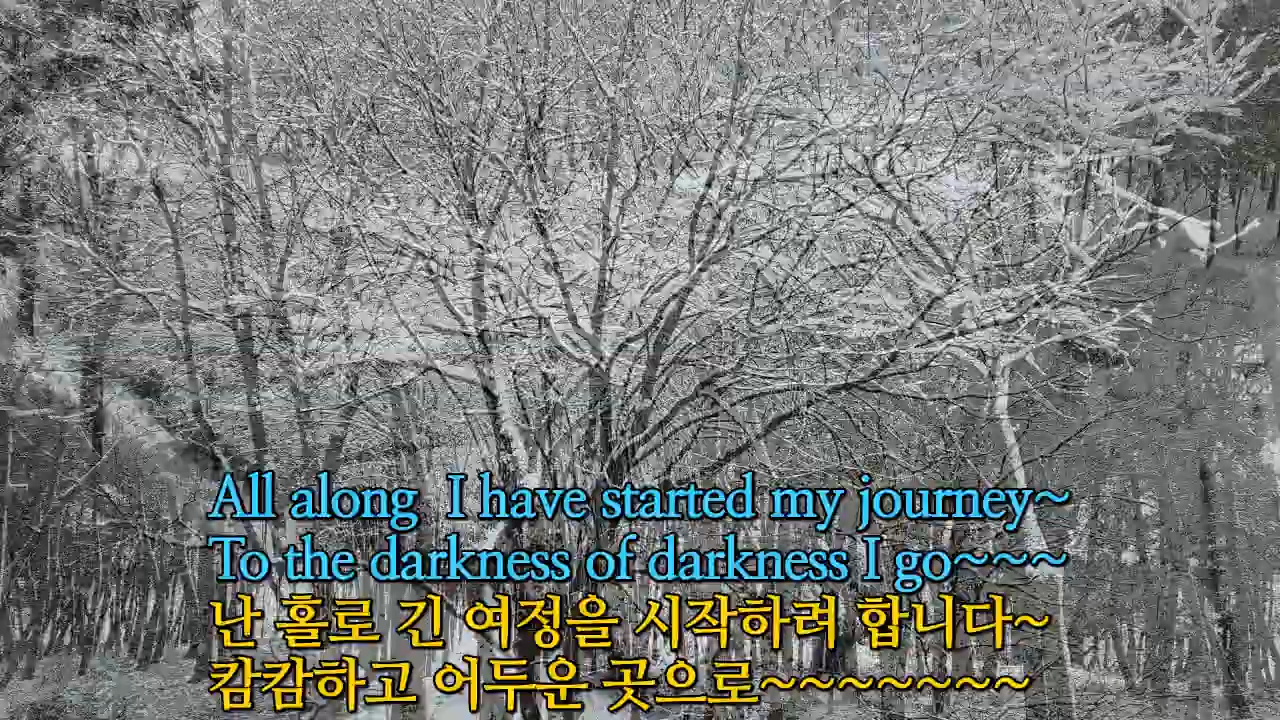 All along  I have started my journey~
To the darkness of darkness I go~~~
난 홀로 긴 여정을 시작하려 합니다~
캄캄하고 어두운 곳으로~~~~~~~